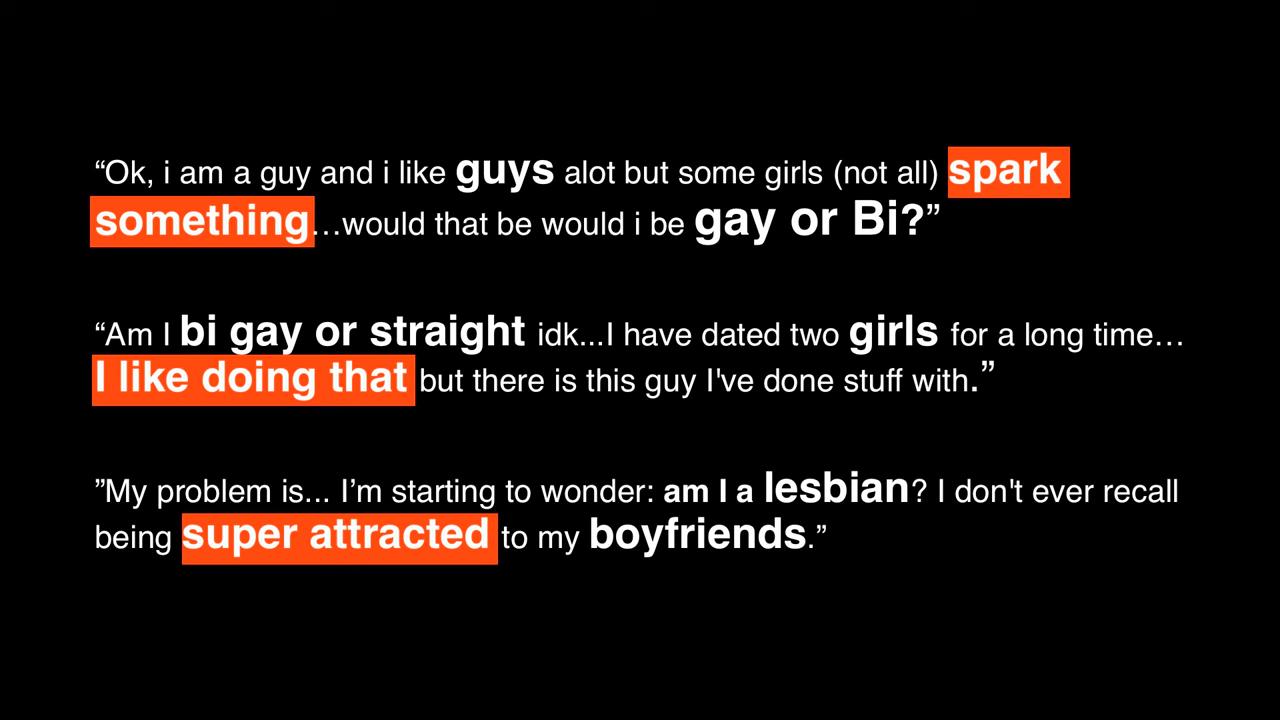 “Ok, i am a guy and i like guys alot but some girls (not all) spark
something…would that be would i be gay or Bi?”
“Am I bi gay or straight idk...I have dated two girls for a long time…
I like doing that but there is this guy I've done stuff with.”
”My problem is... I’m starting to wonder: am I a lesbian? I don't ever recall
being super attracted to my boyfriends.”